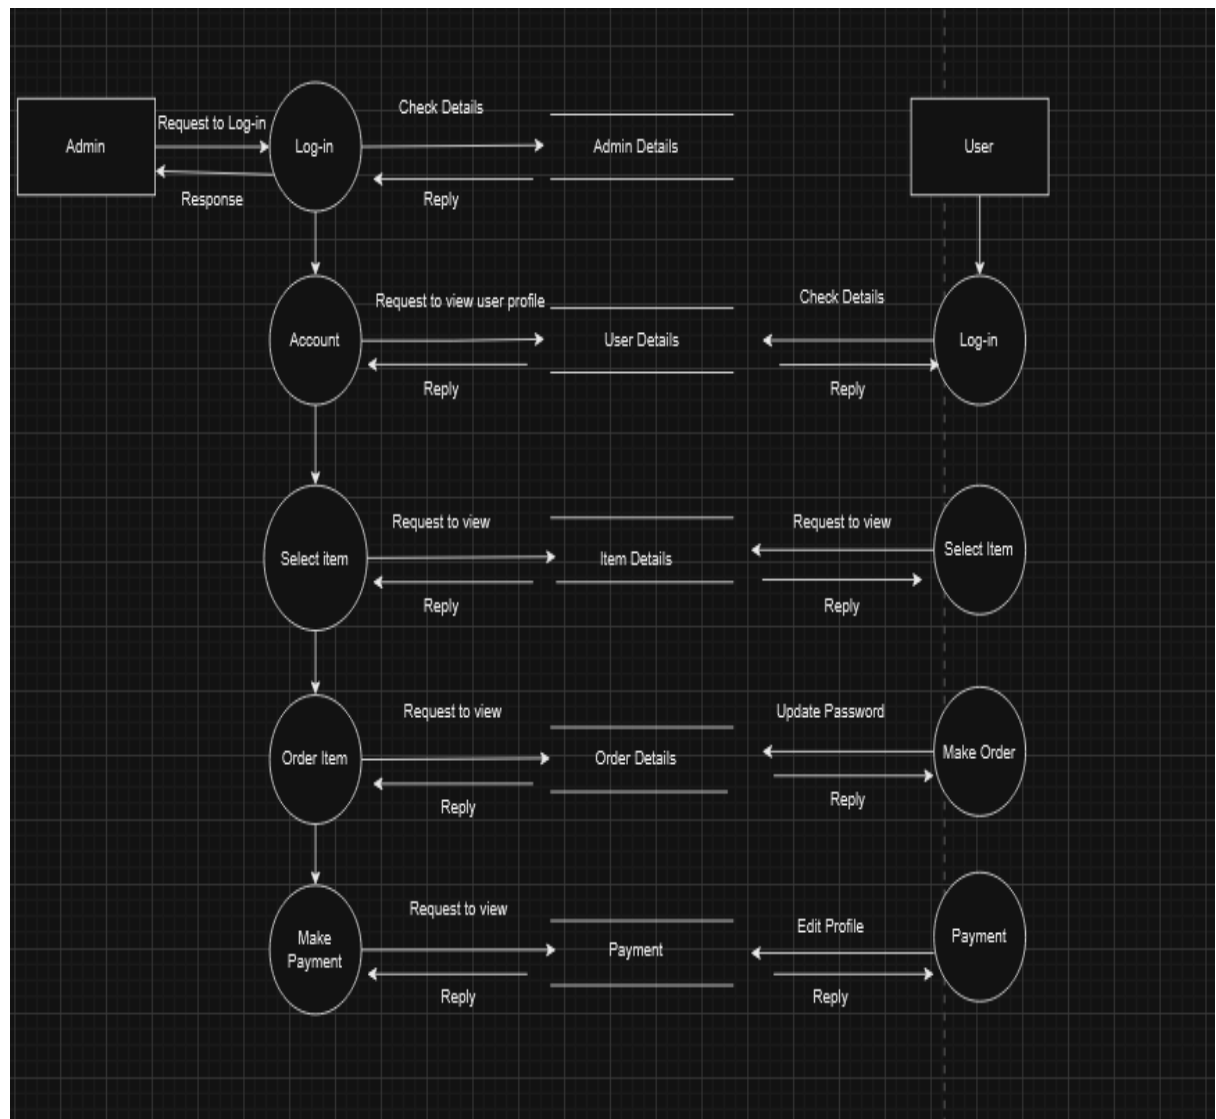 Admin
Request to Log-in
Response
Log-in
Check Details
Reply
Admin Details
User
Account
Request to view user profile
Reply
User Details
Check Details
Reply
Log-in
Select item
Request to view
Reply
Item Details
Request to view
Reply
Select Item
Order Item
Request to view
Reply
Order Details
Update Password
Reply
Make Order
Make
Payment
Request to view
Reply
Payment
Edit Profile
Reply
Payment